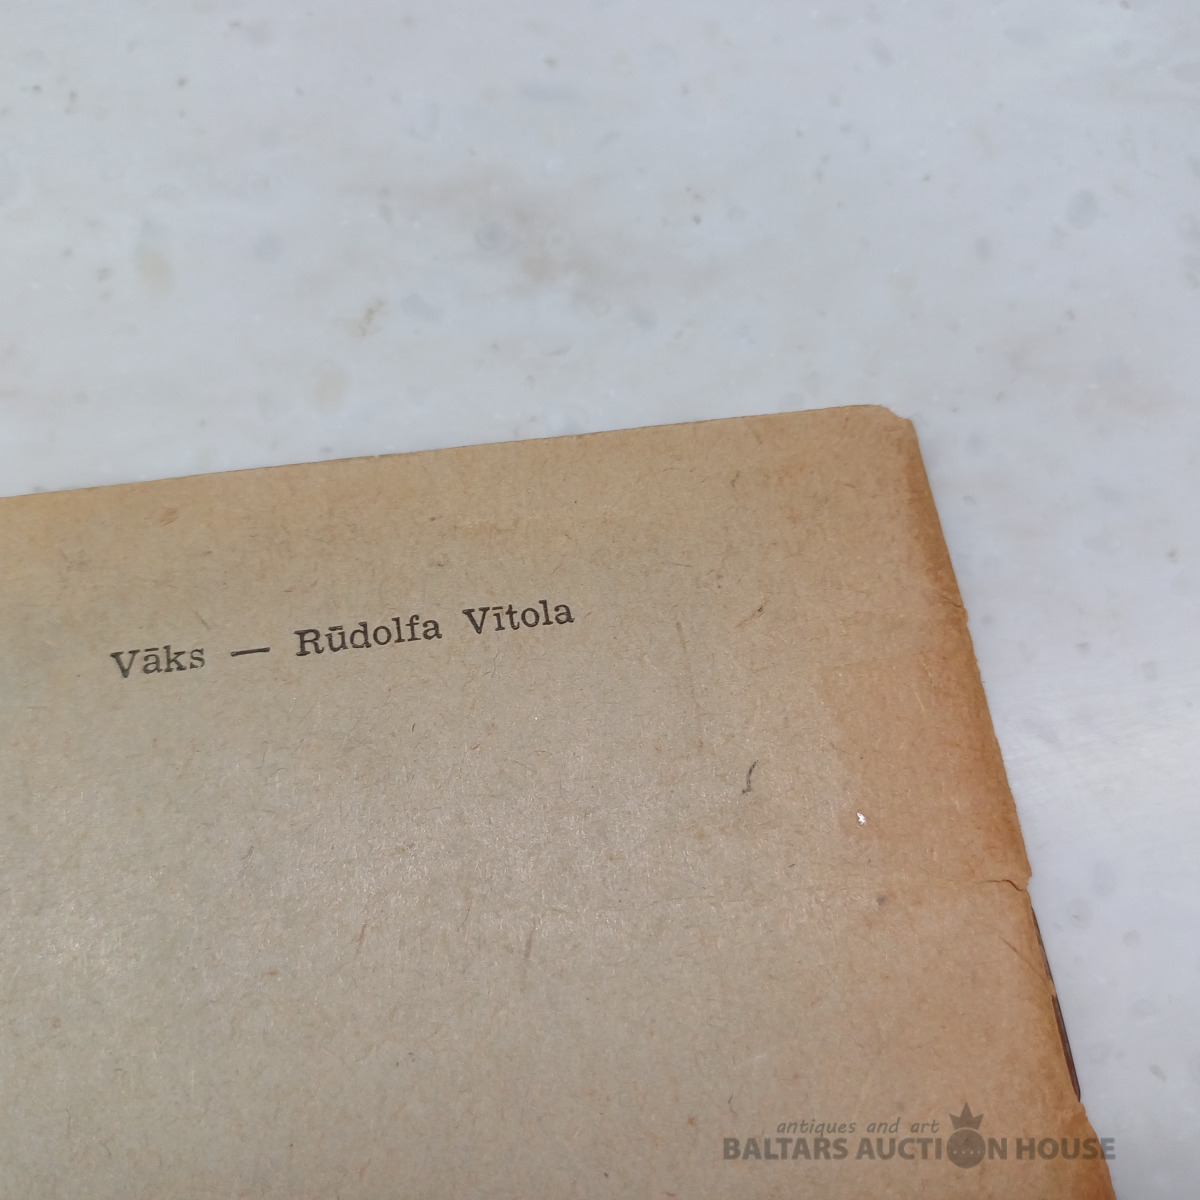 Vāks — Rūdolfa Vītola
antiques and art
BALTARS AUCTION HOUSE